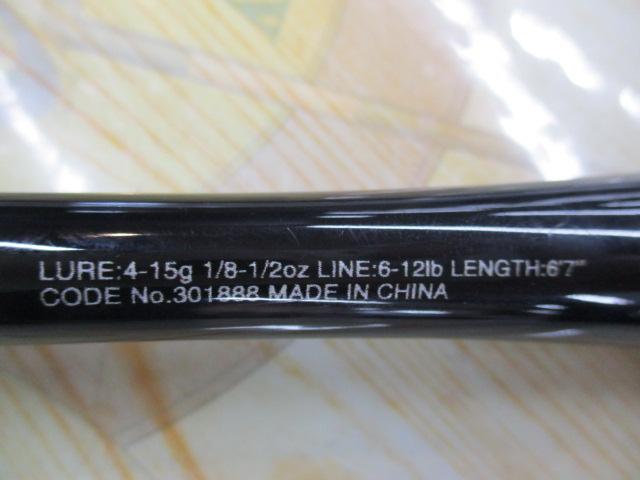 LURE:4-15g 1/8-1/2oz LINE:6-12lb LENGTH:6'7"
CODE No.301888 MADE IN CHINA